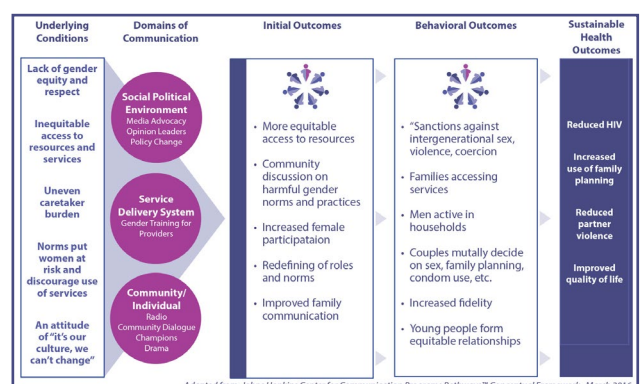 Underlying
Conditions
Domains of
Communication
Initial Outcomes
Behavioral Outcomes
Sustainable
Health
Outcomes
Lack of gender
equity and
respect
Inequitable
access to
resources and
services
Uneven
caretaker
burden
Norms put
women at
risk and
discourage use
of services
An attitude
of "it's our
culture, we
can't change"
Social Political
Environment
Media Advocacy
Opinion Leaders
Policy Change
Service
Delivery System
Gender Training for
Providers
Community/
Individual
Radio
Community Dialogue
Champions
Drama
• More equitable
access to resources
• Community
discussion on
harmful gender
norms and practices
• Increased female
participataion
• Redefining of roles
and norms
• Improved family
communication
• "Sanctions against
intergenerational sex,
violence, coercion
• Families accessing
services
• Men active in
households
• Couples mutally decide
on sex, family planning,
condom use, etc.
• Increased fidelity
• Young people form
equitable relationships
Reduced HIV
Increased
use of family
planning
Reduced
partner
violence
Improved
quality of life